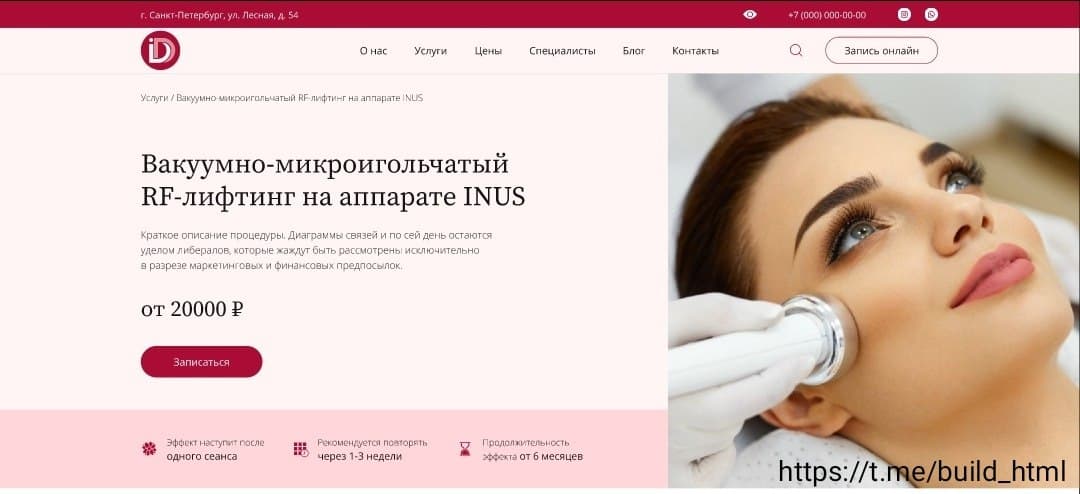 г. Санкт-Петербург, ул. Лесная, д. 54
+7 (000) 000-00-00
iD
О нас Услуги Цены Специалисты Блог Контакты
Запись онлайн
Услуги / Вакуумно-микроигольчатый RF-лифтинг на аппарате INUS
Вакуумно-микроигольчатый
RF-лифтинг на аппарате INUS
Краткое описание процедуры. Диаграммы связей и по сей день остаются
уделом либералов, которые жаждут быть рассмотрены исключительно
в разрезе маркетинговых и финансовых предпосылок.
от 20000 ₽
Записаться
Эффект наступит после
одного сеанса
Рекомендуется повторять
через 1-3 недели
Продолжительность
эффекта от 6 месяцев
https://t.me/build_html